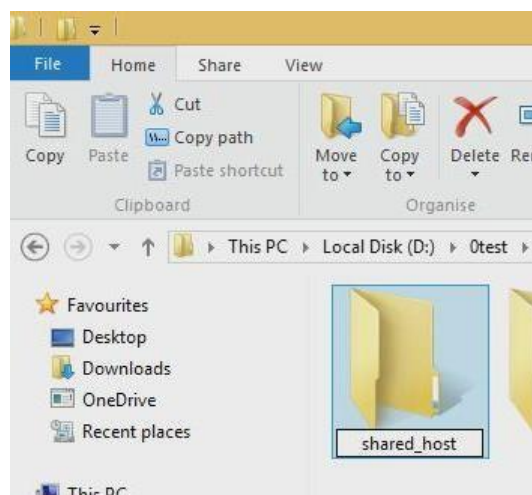 File Home Share View
Copy
Paste
Cut
Copy path
Paste shortcut
Clipboard
Move to
Copy to
Delete
Organise
This PC Local Disk (D:) 0test
Favourites
Desktop
Downloads
OneDrive
Recent places
This PC
shared_host